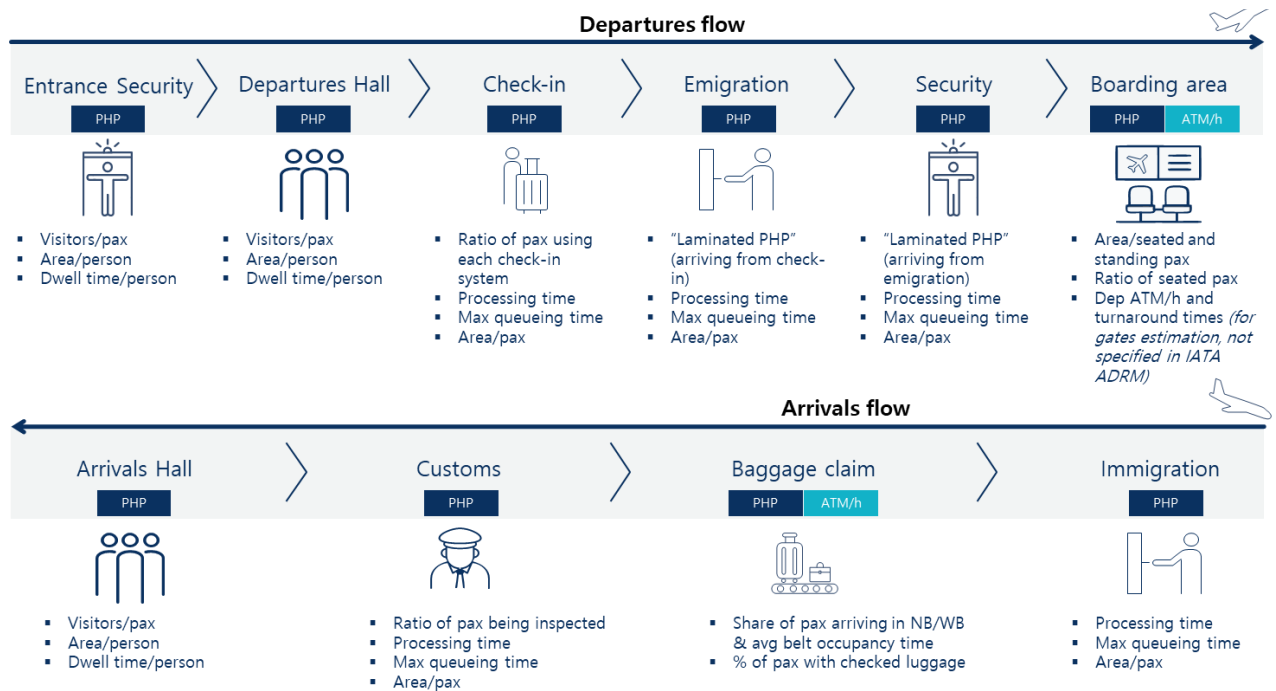 Departures flow
Entrance Security
PHP
▪ Visitors/pax
▪ Area/person
▪ Dwell time/person
Departures Hall
PHP
▪ Visitors/pax
▪ Area/person
▪ Dwell time/person
Check-in
PHP
▪ Ratio of pax using
each check-in
system
▪ Processing time
▪ Max queueing time
▪ Area/pax
Emigration
PHP
▪ “Laminated PHP”
(arriving from check-
in)
▪ Processing time
▪ Max queueing time
▪ Area/pax
Security
PHP
▪ “Laminated PHP”
(arriving from
emigration)
▪ Processing time
▪ Max queueing time
▪ Area/pax
Boarding area
PHP ATM/h
▪ Area/seated and
standing pax
▪ Ratio of seated pax
▪ Dep ATM/h and
turnaround times (for
gates estimation, not
specified in IATA
ADRM)
Arrivals flow
Arrivals Hall
PHP
▪ Visitors/pax
▪ Area/person
▪ Dwell time/person
Customs
PHP
▪ Ratio of pax being inspected
▪ Processing time
▪ Max queueing time
▪ Area/pax
Baggage claim
PHP ATM/h
▪ Share of pax arriving in NB/WB
& avg belt occupancy time
▪ % of pax with checked luggage
Immigration
PHP
▪ Processing time
▪ Max queueing time
▪ Area/pax